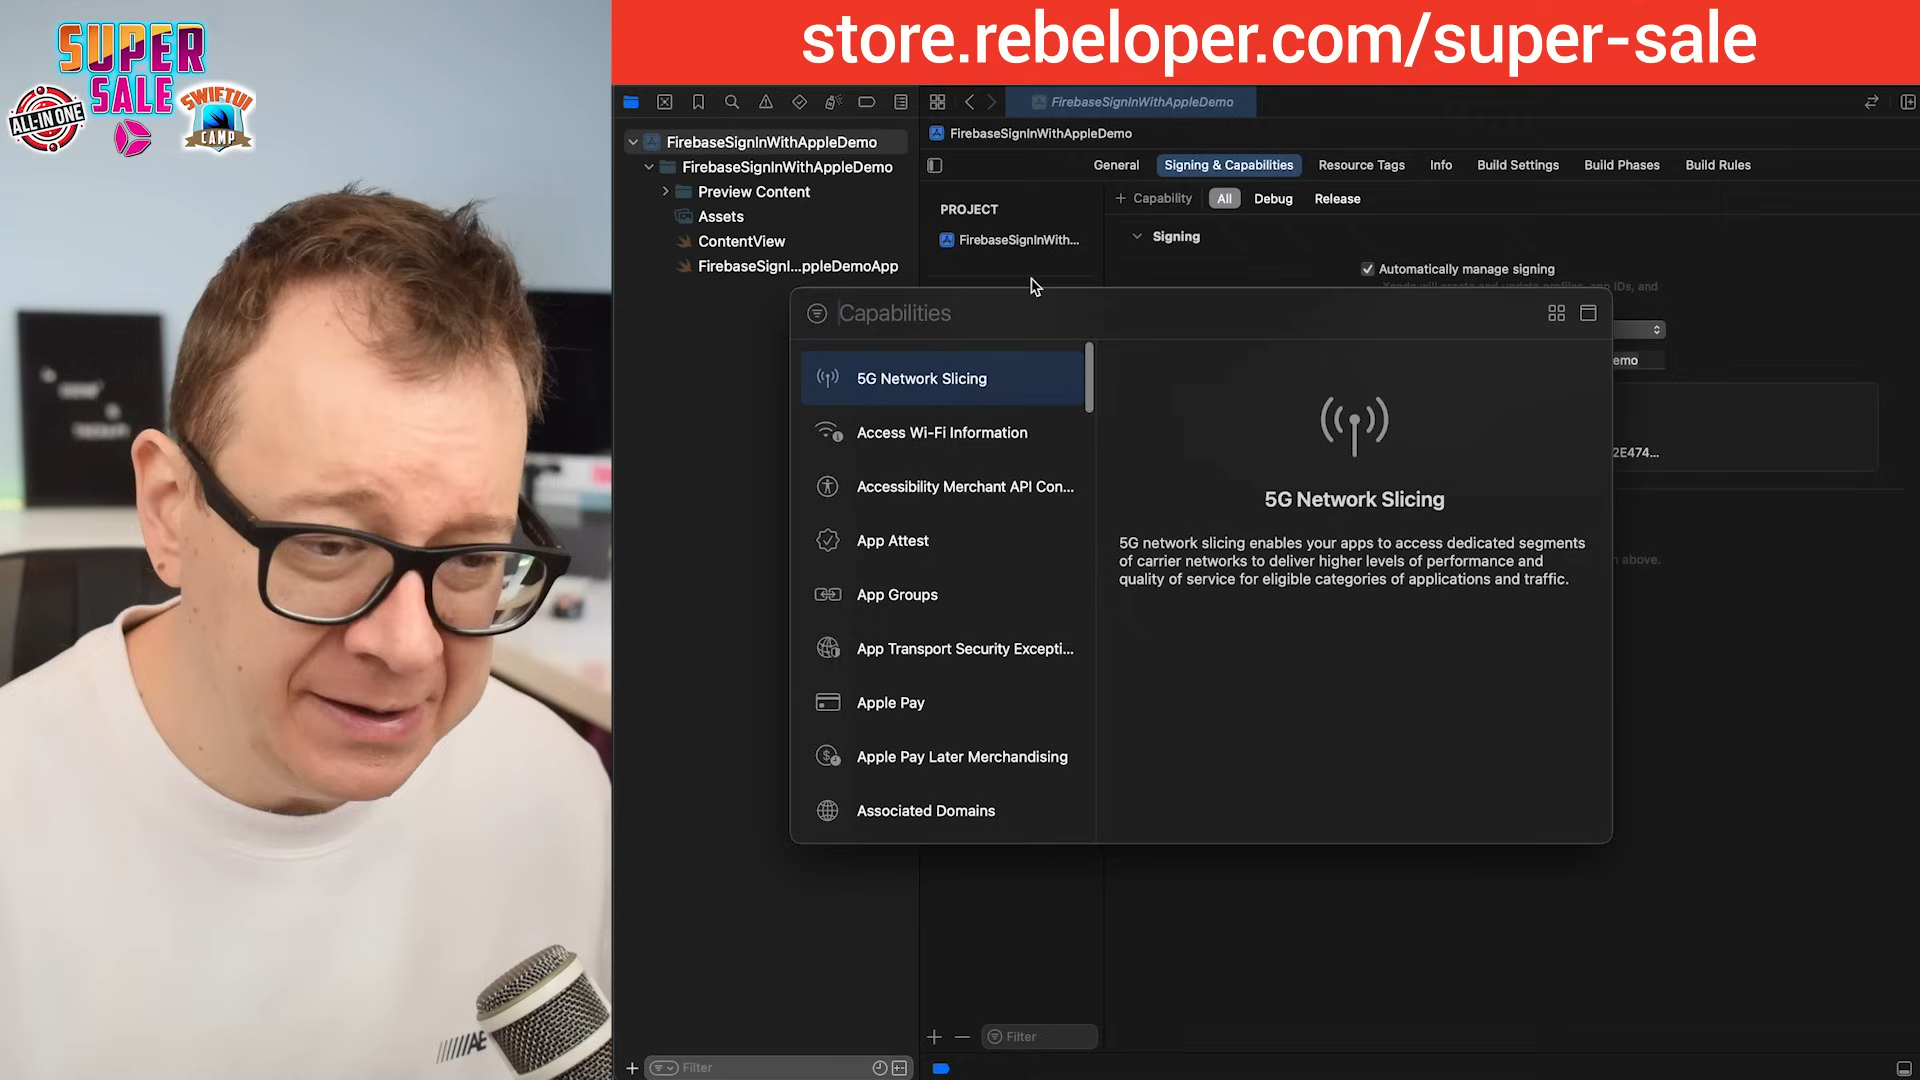 SUPER
SALE
ALL-IN-ONE
SWIFTUI
CAMP
store.rebeloper.com/super-sale
FirebaseSignInWithAppleDemo
FirebaseSignInWithAppleDemo
Preview Content
Assets
ContentView
FirebaseSignI...ppleDemoApp
Filter
FirebaseSignInWithAppleDemo
FirebaseSignInWithAppleDemo
General
Signing & Capabilities
Resource Tags
Info
Build Settings
Build Phases
Build Rules
PROJECT
FirebaseSignInWith...
+ Capability
All
Debug
Release
Signing
Automatically manage signing
emo
2E474...
above.
Capabilities
5G Network Slicing
Access Wi-Fi Information
Accessibility Merchant API Con...
App Attest
App Groups
App Transport Security Excepti...
Apple Pay
Apple Pay Later Merchandising
Associated Domains
5G Network Slicing
5G network slicing enables your apps to access dedicated segments
of carrier networks to deliver higher levels of performance and
quality of service for eligible categories of applications and traffic.
Filter